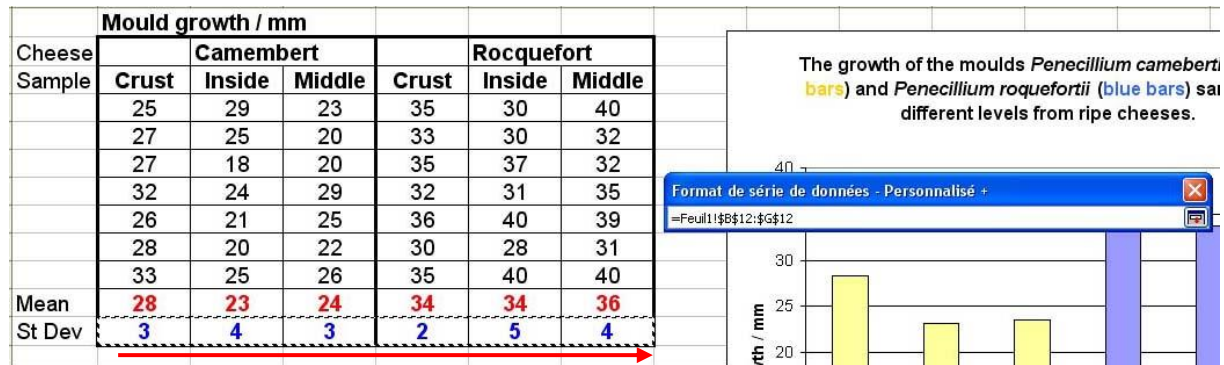 Mould growth / mm
Cheese Camembert Rocquefort
Sample Crust Inside Middle Crust Inside Middle
25 29 23 35 30 40
27 25 20 33 30 32
27 18 20 35 37 32
32 24 29 32 31 35
26 21 25 36 40 39
28 20 22 30 28 31
33 25 26 35 40 40
Mean 28 23 24 34 34 36
St Dev 3 4 3 2 5 4
The growth of the moulds Penecillium cameberti
bars) and Penecillium roquefortii (blue bars)
different levels from ripe cheeses.
40
Format de série de données - Personnalisé +
=Feuil1!$B$12:$G$12
30
25
20
/ mm